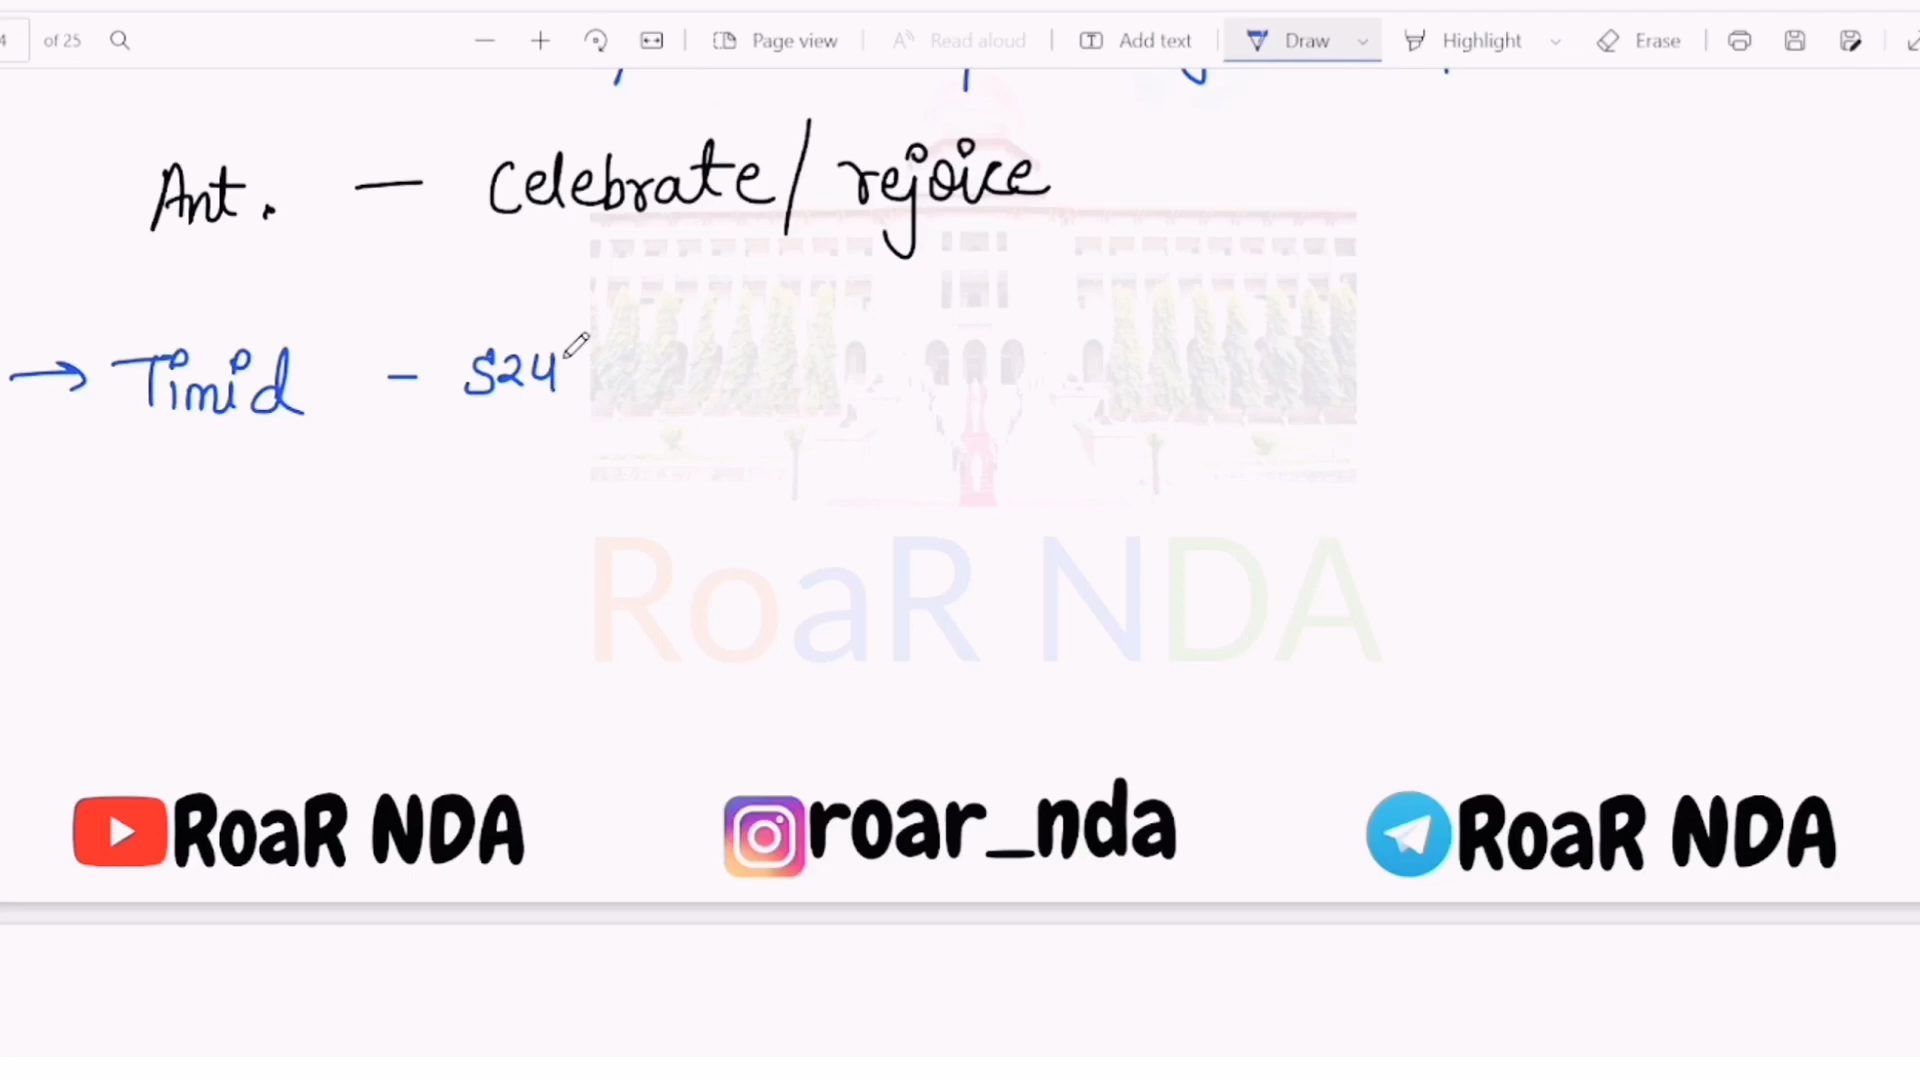 4 of 25 Page view Read aloud Add text Draw Highlight Erase
Ant. — Celebrate / rejoice
→ Timid -
RoaR NDA
RoaR NDA roar_nda RoaR NDA